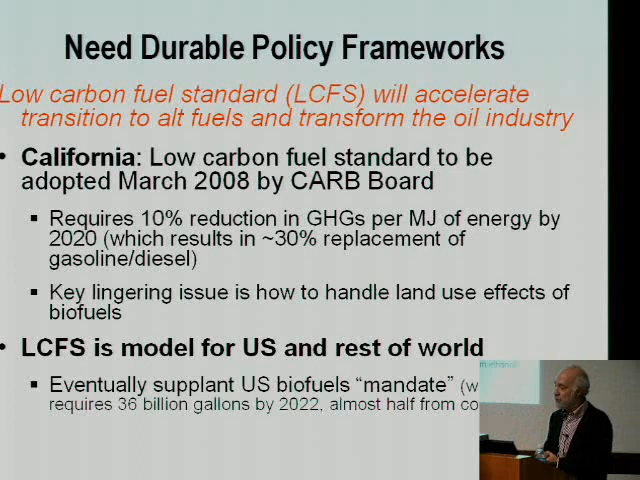 Need Durable Policy Frameworks
Low carbon fuel standard (LCFS) will accelerate
transition to alt fuels and transform the oil industry
• California: Low carbon fuel standard to be
adopted March 2008 by CARB Board
▪ Requires 10% reduction in GHGs per MJ of energy by
2020 (which results in ~30% replacement of
gasoline/diesel)
▪ Key lingering issue is how to handle land use effects of
biofuels
• LCFS is model for US and rest of world
▪ Eventually supplant US biofuels “mandate”
requires 36 billion gallons by 2022, almost half from